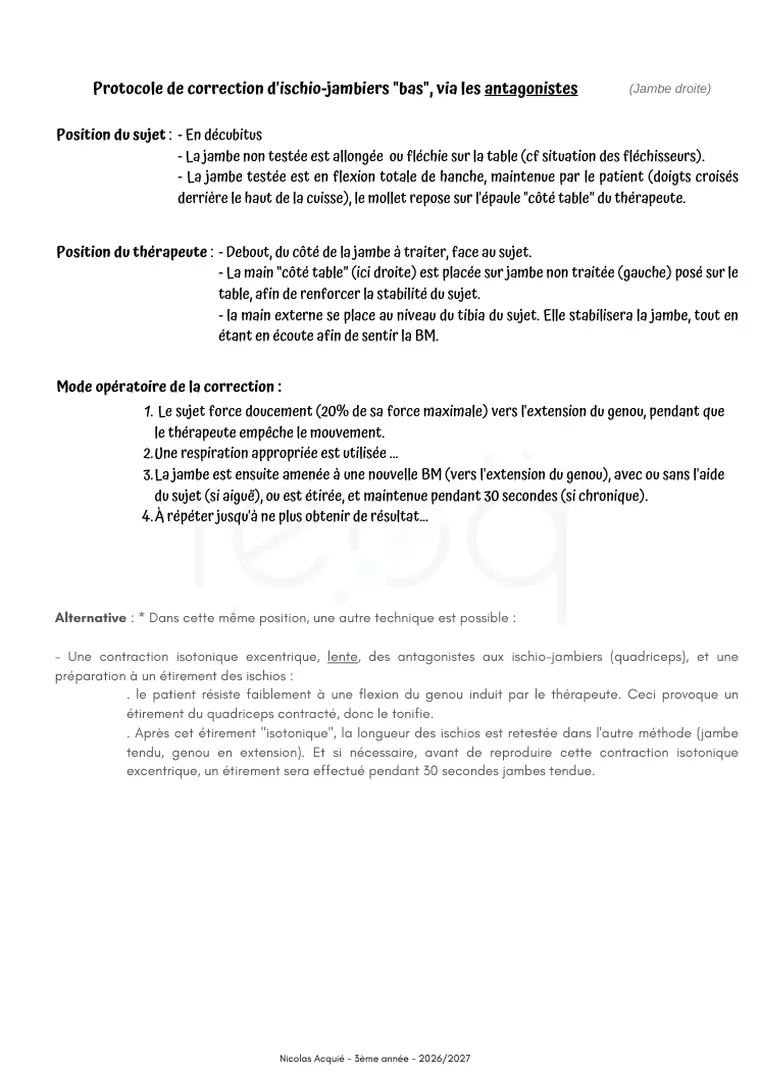 Protocole de correction d'ischio-jambiers "bas", via les antagonistes (Jambe droite)
Position du sujet : - En décubitus
- La jambe non testée est allongée ou fléchie sur la table (cf situation des fléchisseurs).
- La jambe testée est en flexion totale de hanche, maintenue par le patient (doigts croisés
derrière le haut de la cuisse), le mollet repose sur l'épaule "côté table" du thérapeute.
Position du thérapeute : - Debout, du côté de la jambe à traiter, face au sujet.
- La main "côté table" (ici droite) est placée sur jambe non traitée (gauche) posé sur le
table, afin de renforcer la stabilité du sujet.
- la main externe se place au niveau du tibia du sujet. Elle stabilisera la jambe, tout en
étant en écoute afin de sentir la BM.
Mode opératoire de la correction :
1. Le sujet force doucement (20% de sa force maximale) vers l'extension du genou, pendant que
le thérapeute empêche le mouvement.
2. Une respiration appropriée est utilisée ...
3. La jambe est ensuite amenée à une nouvelle BM (vers l'extension du genou), avec ou sans l'aide
du sujet (si aiguë), ou est étirée, et maintenue pendant 30 secondes (si chronique).
4. À répéter jusqu'à ne plus obtenir de résultat...
Alternative : * Dans cette même position, une autre technique est possible :
- Une contraction isotonique excentrique, lente, des antagonistes aux ischio-jambiers (quadriceps), et une
préparation à un étirement des ischios :
. le patient résiste faiblement à une flexion du genou induit par le thérapeute. Ceci provoque un
étirement du quadriceps contracté, donc le tonifie.
. Après cet étirement "isotonique", la longueur des ischios est retestée dans l'autre méthode (jambe
tendu, genou en extension). Et si nécessaire, avant de reproduire cette contraction isotonique
excentrique, un étirement sera effectué pendant 30 secondes jambes tendue.
Nicolas Acquié - 3ème année - 2026/2027